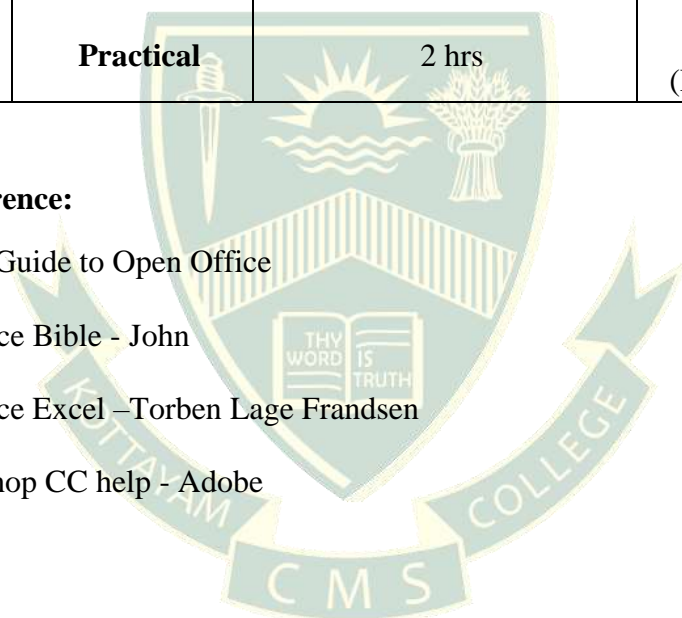 Practical 2 hrs
rence:
Guide to Open Office
ce Bible - John
ce Excel –Torben Lage Frandsen
hop CC help - Adobe
THY
WORD IS
TRUTH
KOTTAYAM COLLEGE
CMS